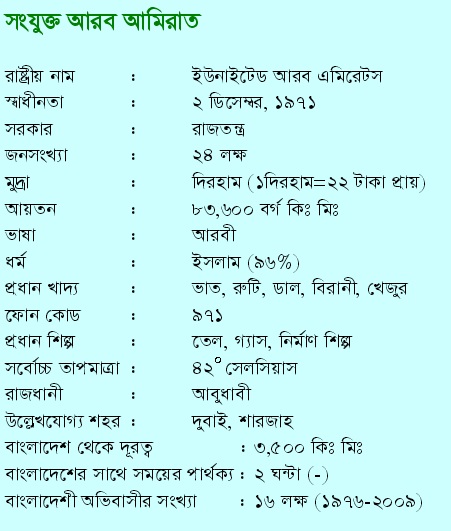 সংযুক্ত আরব আমিরাত
রাষ্ট্রীয় নাম : ইউনাইটেড আরব এমিরেটস
স্বাধীনতা : ২ ডিসেম্বর, ১৯৭১
সরকার : রাজতন্ত্র
জনসংখ্যা : ২৪ লক্ষ
মুদ্রা : দিরহাম (১দিরহাম=২২ টাকা প্রায়)
আয়তন : ৮৩,৬০০ বর্গ কিঃ মিঃ
ভাষা : আরবী
ধর্ম : ইসলাম (৯৬%)
প্রধান খাদ্য : ভাত, রুটি, ডাল, বিরানী, খেজুর
ফোন কোড : ৯৭১
প্রধান শিল্প : তেল, গ্যাস, নির্মাণ শিল্প
সর্বোচ্চ তাপমাত্রা : ৪২° সেলসিয়াস
রাজধানী : আবুধাবী
উল্লেখযোগ্য শহর : দুবাই, শারজাহ
বাংলাদেশ থেকে দূরত্ব : ৩,৫০০ কিঃ মিঃ
বাংলাদেশের সাথে সময়ের পার্থক্য : ২ ঘন্টা (-)
বাংলাদেশী অভিবাসীর সংখ্যা : ১৬ লক্ষ (১৯৭৬-২০০৯)